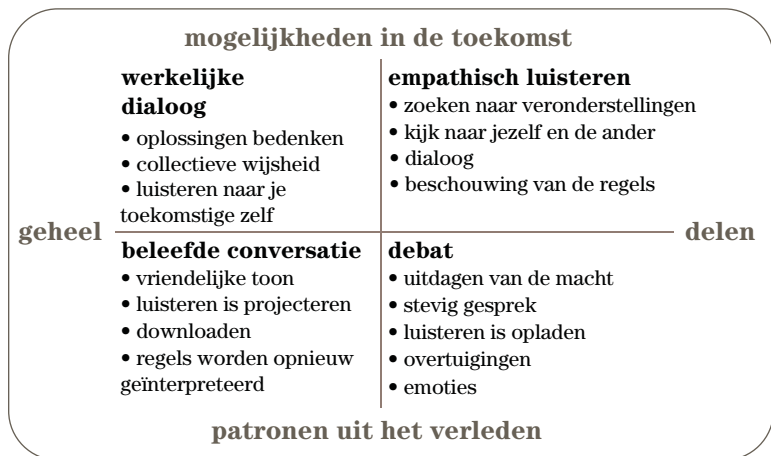 mogelijkheden in de toekomst
werkelijke
dialoog
• oplossingen bedenken
• collectieve wijsheid
• luisteren naar je
toekomstige zelf
empathisch luisteren
• zoeken naar veronderstellingen
• kijk naar jezelf en de ander
• dialoog
• beschouwing van de regels
geheel
delen
beleefde conversatie
• vriendelijke toon
• luisteren is projecteren
• downloaden
• regels worden opnieuw
geïnterpreteerd
debat
• uitdagen van de macht
• stevig gesprek
• luisteren is opladen
• overtuigingen
• emoties
patronen uit het verleden